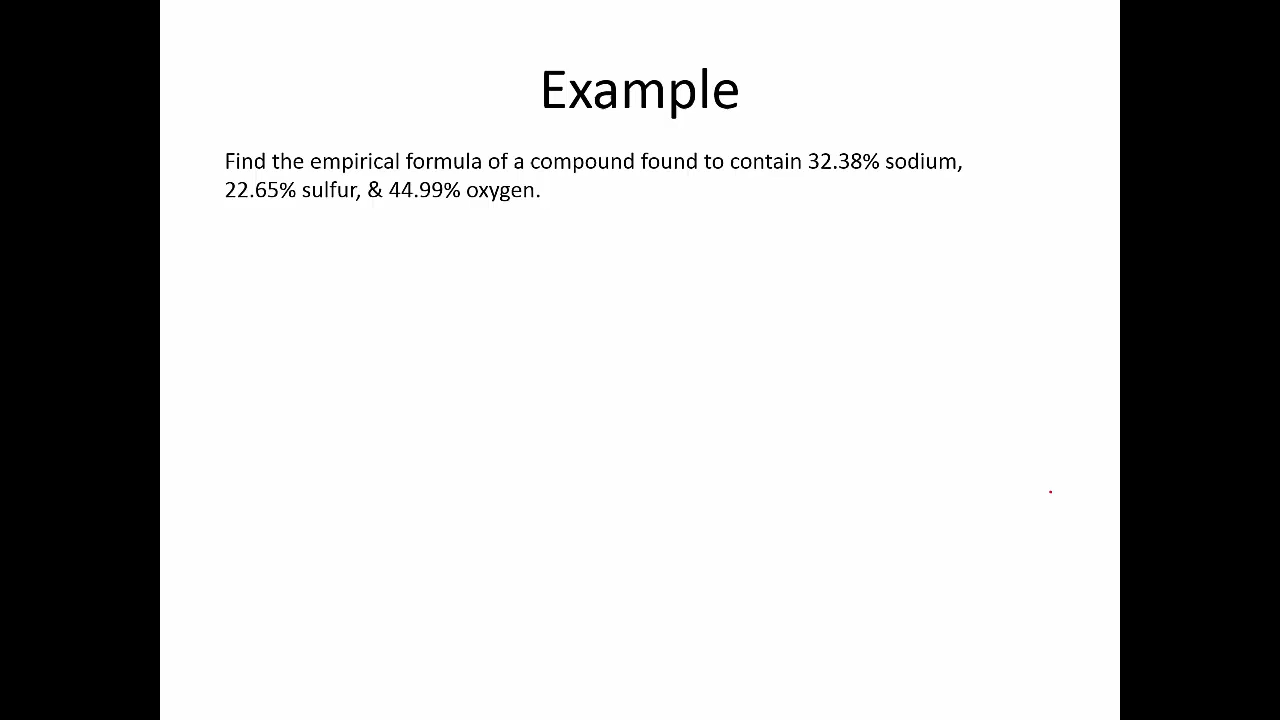 Example
Find the empirical formula of a compound found to contain 32.38% sodium,
22.65% sulfur, & 44.99% oxygen.